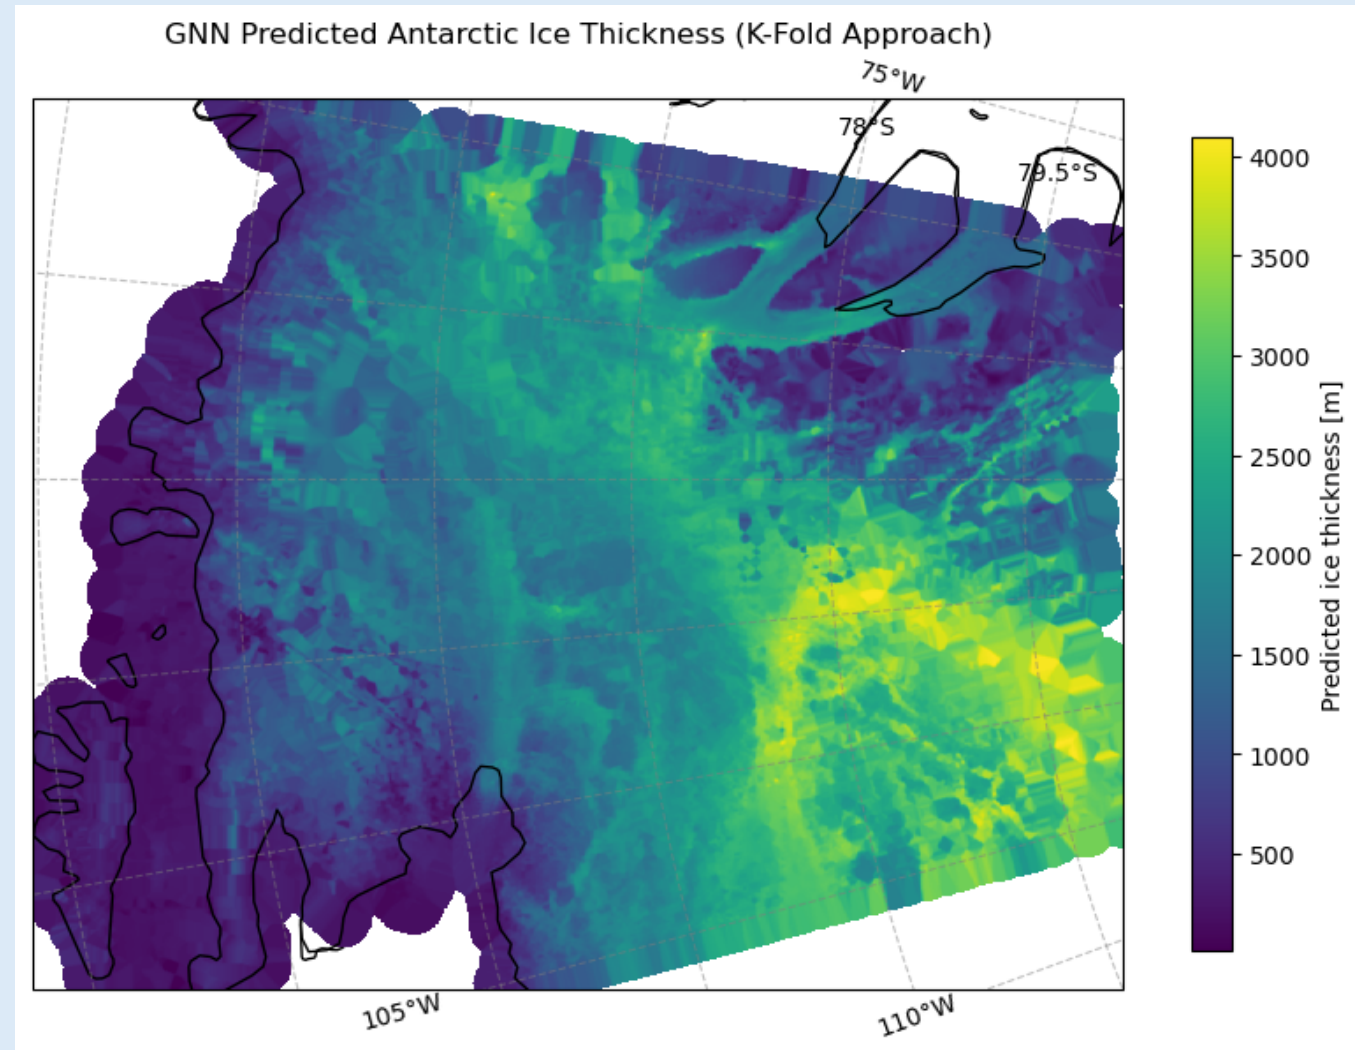 GNN Predicted Antarctic Ice Thickness (K-Fold Approach)
75°W
78°S
79.5°S
4000
3500
3000
2500
2000
1500
1000
500
Predicted ice thickness [m]
105°W
110°W